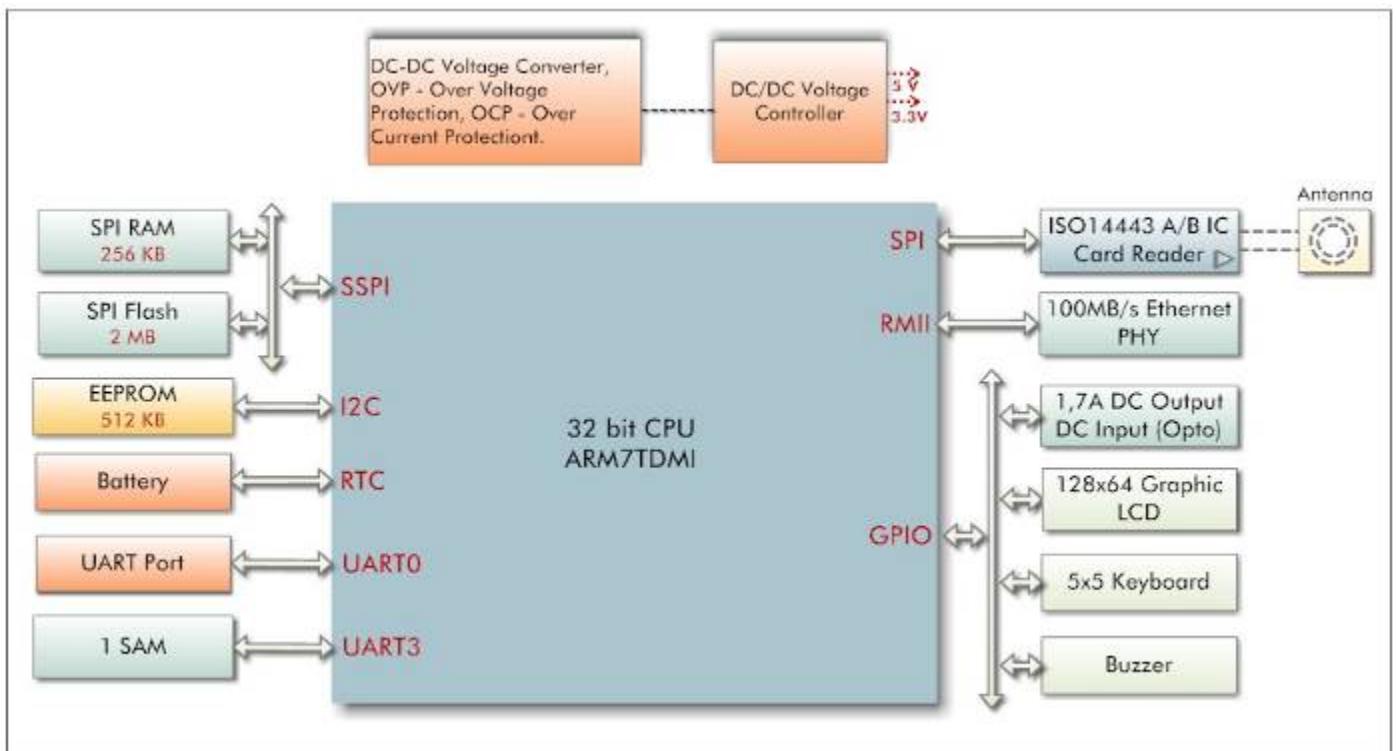 DC-DC Voltage Converter,
OVP - Over Voltage
Protection, OCP - Over
Current Protectiont.
DC/DC Voltage
Controller
5 V
3.3V
Antenna
SPI RAM
256 KB
SPI Flash
2 MB
EEPROM
512 KB
Battery
UART Port
1 SAM
SSPI
I2C
RTC
UART0
UART3
32 bit CPU
ARM7TDMI
SPI
RMII
GPIO
ISO14443 A/B IC
Card Reader
100MB/s Ethernet
PHY
1,7A DC Output
DC Input (Opto)
128x64 Graphic
LCD
5x5 Keyboard
Buzzer